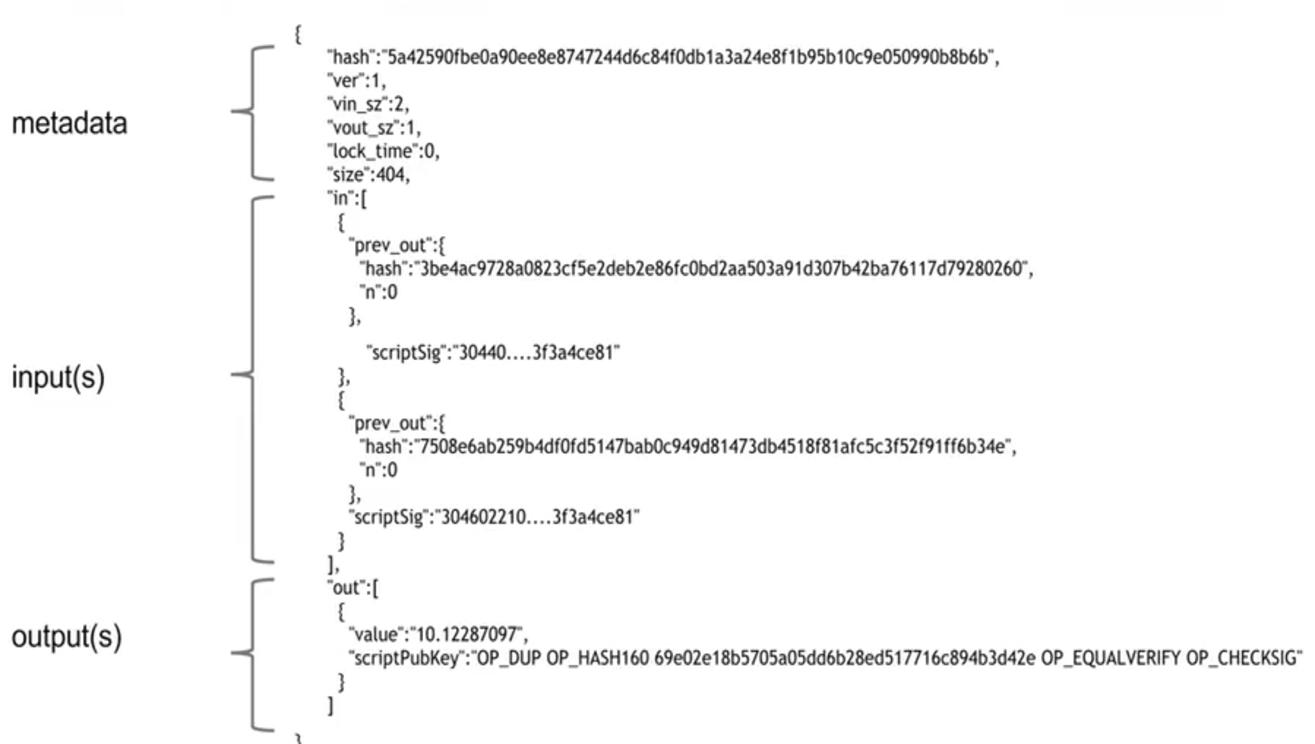 {
"hash":"5a42590fbe0a90ee8e8747244d6c84f0db1a3a24e8f1b95b10c9e050990b8b6b",
"ver":1,
metadata
"vin_sz":2,
"vout_sz":1,
"lock_time":0,
"size":404,
"in":[
{
"prev_out":{
"hash":"3be4ac9728a0823cf5e2deb2e86fc0bd2aa503a91d307b42ba76117d79280260",
"n":0
},
"scriptSig":"30440....3f3a4ce81"
input(s)
},
{
"prev_out":{
"hash":"7508e6ab259b4df0fd5147bab0c949d81473db4518f81afc5c3f52f91ff6b34e",
"n":0
},
"scriptSig":"304602210....3f3a4ce81"
}
],
"out":[
{
output(s)
"value":"10.12287097",
"scriptPubKey":"OP_DUP OP_HASH160 69e02e18b5705a05dd6b28ed517716c894b3d42e OP_EQUALVERIFY OP_CHECKSIG"
}
]
}